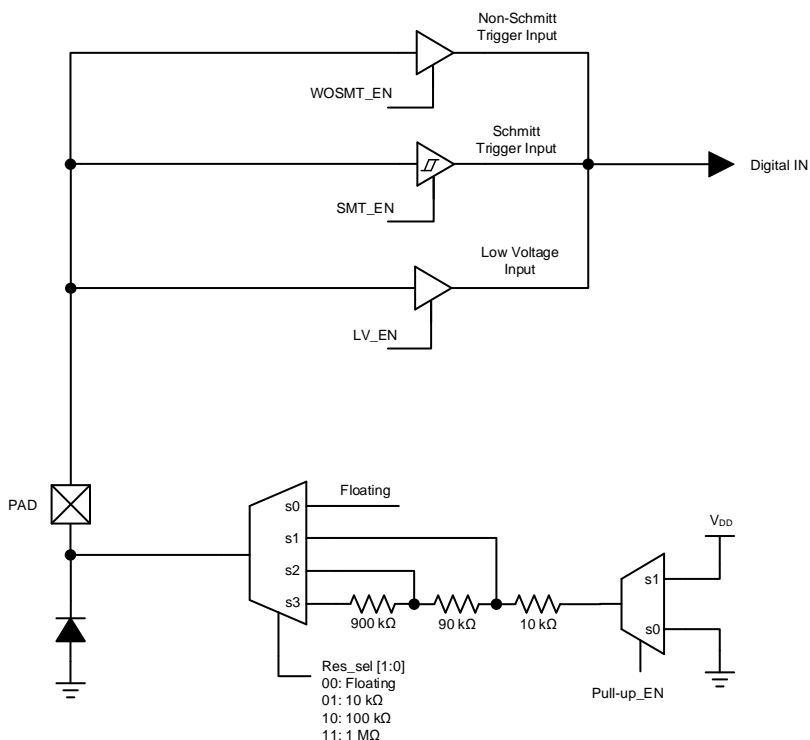 Non-Schmitt
Trigger Input
WOSMT_EN
Schmitt
Trigger Input
Digital IN
SMT_EN
Low Voltage
Input
LV_EN
PAD
Floating
s0
s1
s2
s3
900 kΩ
90 kΩ
10 kΩ
VDD
s1
s0
Pull-up_EN
Res_sel [1:0]
00: Floating
01: 10 kΩ
10: 100 kΩ
11: 1 MΩ